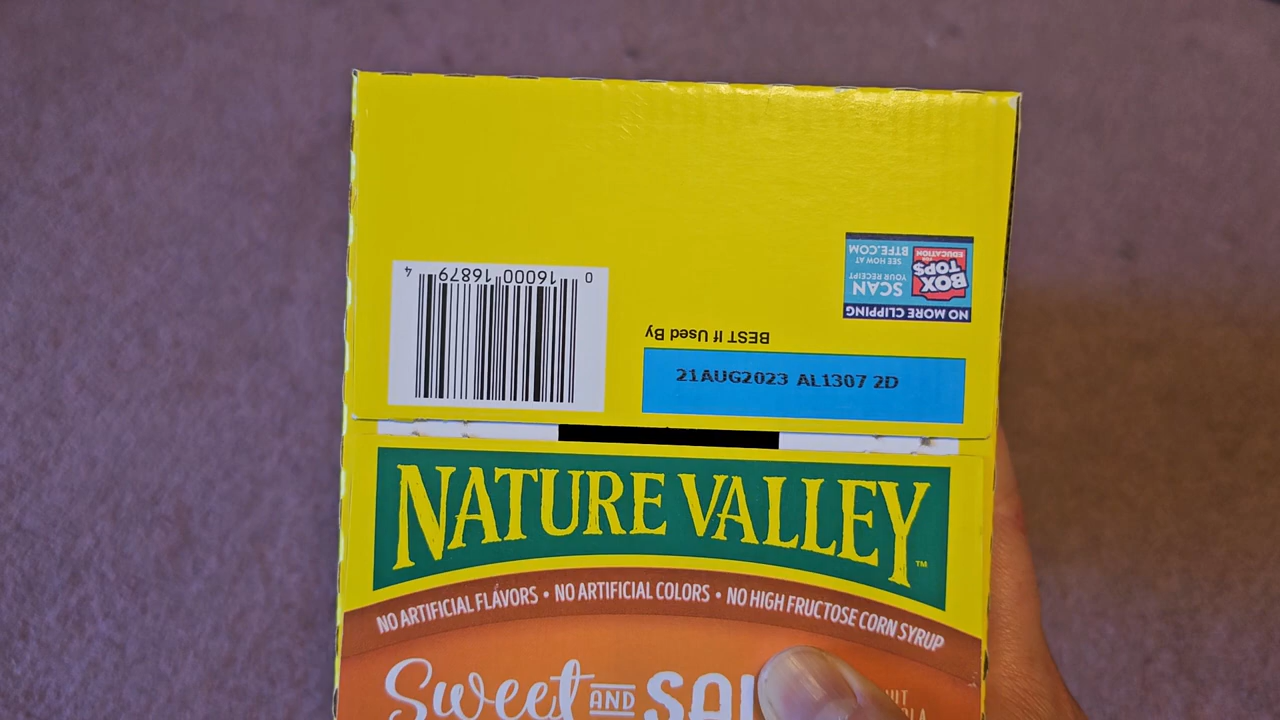 NO MORE CLIPPING
SCAN
YOUR RECEIPT
SEE HOW AT
BTFE.COM
BOX
TOPS
FOR
EDUCATION
0 16000 16879 4
BEST If Used By
21AUG2023 AL1307 2D
NATURE VALLEY™
NO ARTIFICIAL FLAVORS • NO ARTIFICIAL COLORS • NO HIGH FRUCTOSE CORN SYRUP
Sweet AND